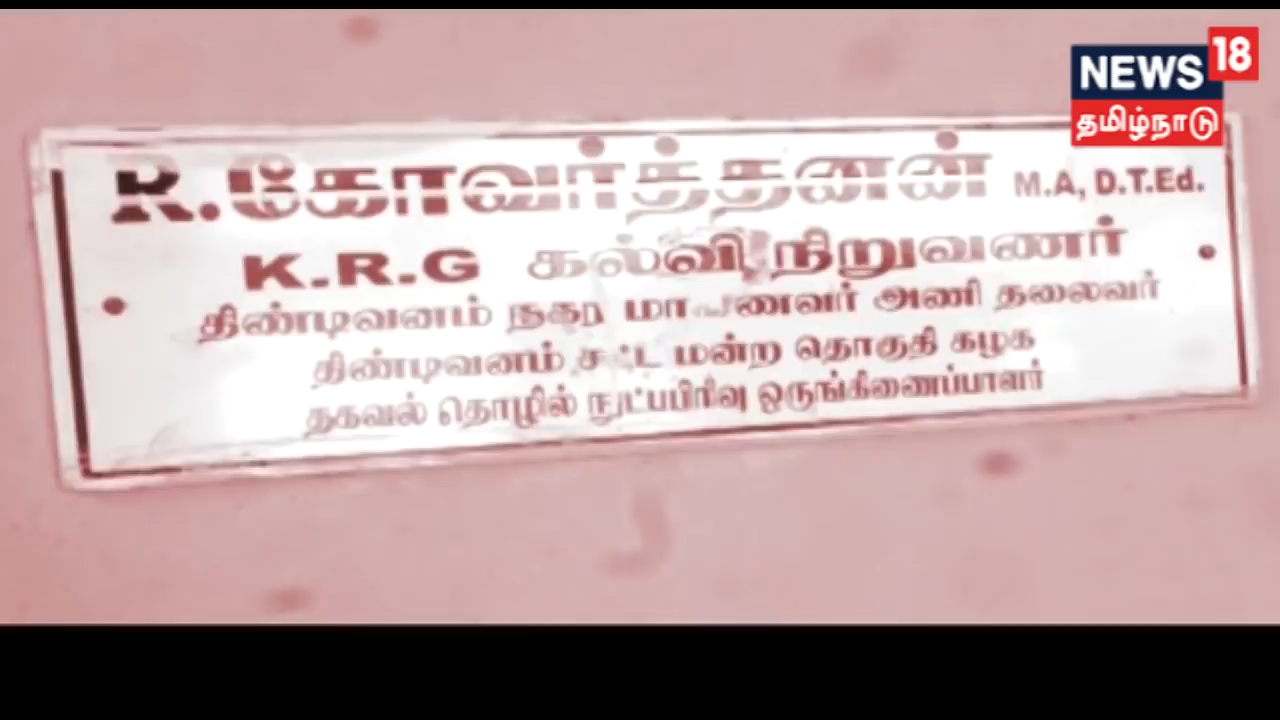 NEWS 18
தமிழ்நாடு
R.கோவர்த்தனன் M.A, D.T.Ed.
K.R.G கல்வி நிறுவணர்
திண்டிவனம் நகர மாணவர் அணி தலைவர்
திண்டிவனம் சட்ட மன்ற தொகுதி கழக
தகவல் தொழில் நுட்பபிரிவு ஒருங்கிணைப்பாளர்